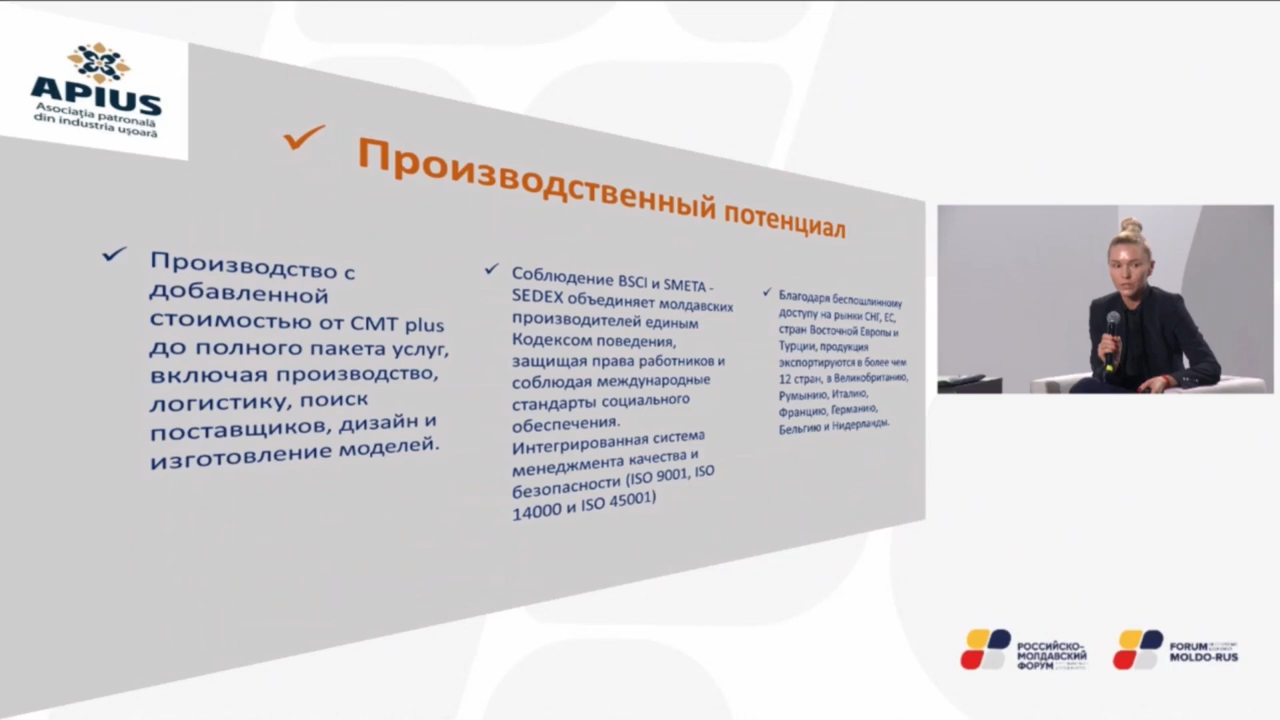 APIUS
Asociația patronală
din industria ușoară
Производственный потенциал
Производство с
добавленной
стоимостью от CMT plus
до полного пакета услуг,
включая производство,
логистику, поиск
поставщиков, дизайн и
изготовление моделей.
Соблюдение BSCI и SMETA -
SEDEX объединяет молдавских
производителей единым
Кодексом поведения,
защищая права работников и
соблюдая международные
стандарты социального
обеспечения.
Интегрированная система
менеджмента качества и
безопасности (ISO 9001, ISO
14000 и ISO 45001)
Благодаря беспошлинному
доступу на рынки СНГ, ЕС,
стран Восточной Европы и
Турции, продукция
экспортируются в более чем
12 стран, в Великобританию,
Румынию, Италию,
Францию, Германию,
Бельгию и Нидерланды.
РОССИЙСКО-
МОЛДАВСКИЙ
ФОРУМ
FORUM
MOLDO-RUS